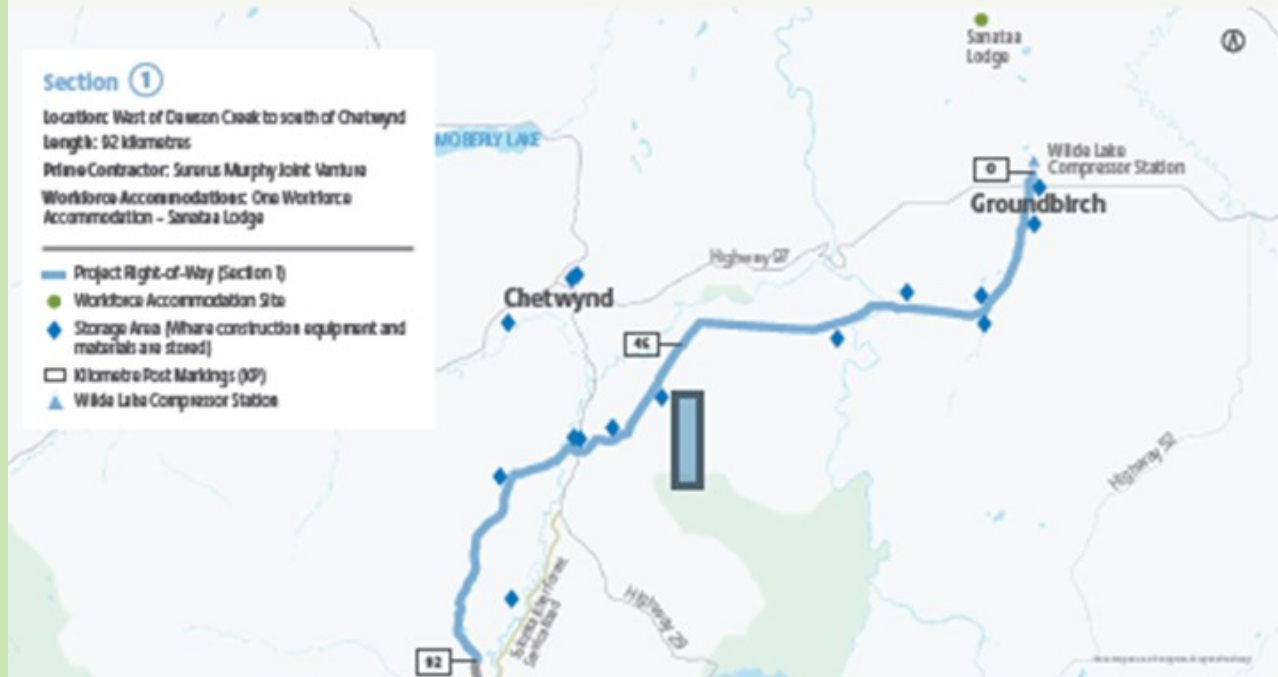 Section 1
Location: West of Dawson Creek to south of Chetwynd
Length: 92 kilometres
Prime Contractor: Surerus Murphy Joint Venture
Workforce Accommodations: One Workforce
Accommodation – Sanataa Lodge
Project Right-of-Way (Section 1)
Workforce Accommodation Site
Storage Area (Where construction equipment and
materials are stored)
Kilometre Post Markings (KP)
Wilde Lake Compressor Station
Sanataa
Lodge
MOBERLY LAKE
0
Wilde Lake
Compressor Station
Groundbirch
Highway 97
Chetwynd
46
Highway 52
Highway 29
Forest
Service Road
92